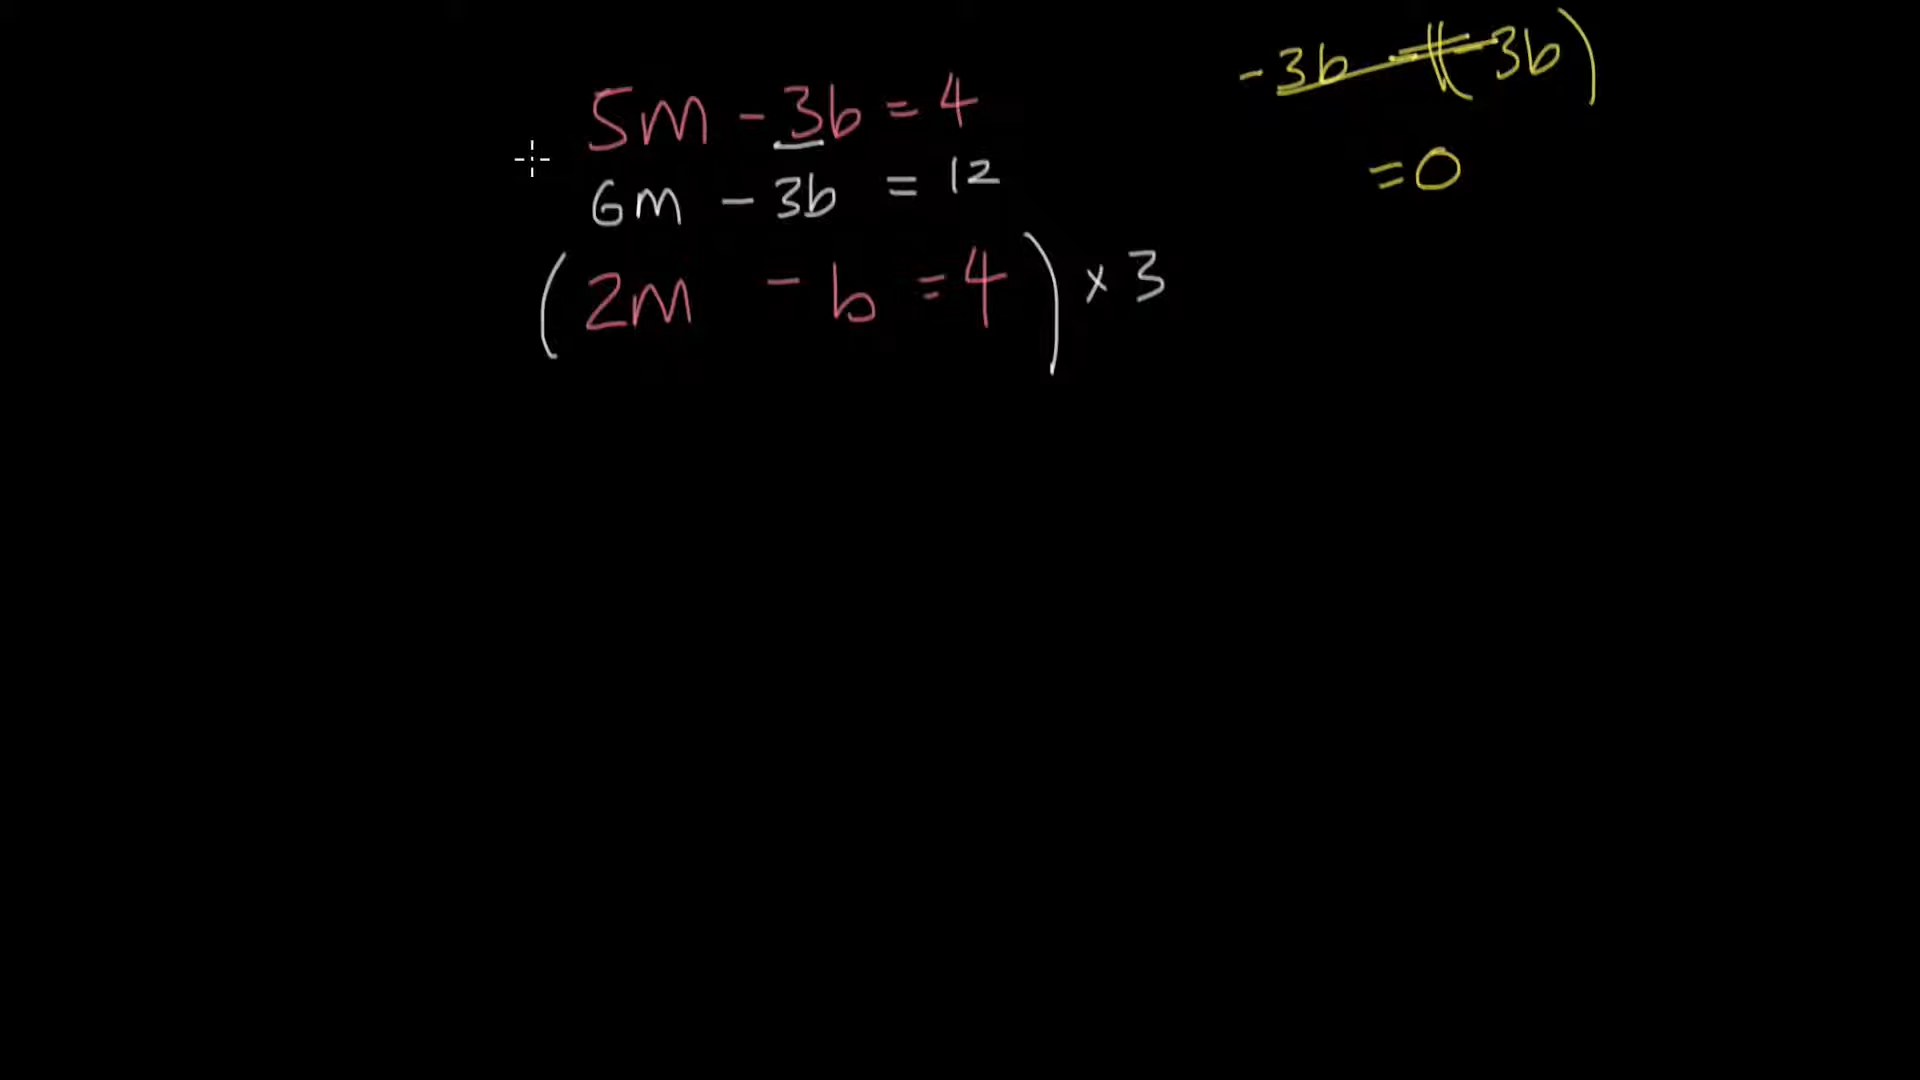 5m - 3b = 4
6m - 3b = 12
(2m - b = 4) × 3
-3b - (-3b)
= 0